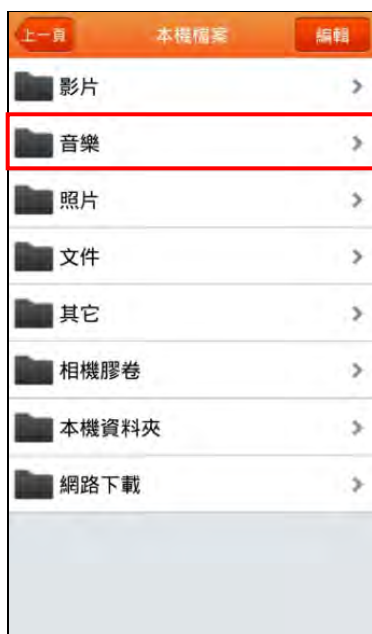 上一頁 本機檔案 編輯
影片
音樂
照片
文件
其它
相機膠卷
本機資料夾
網路下載